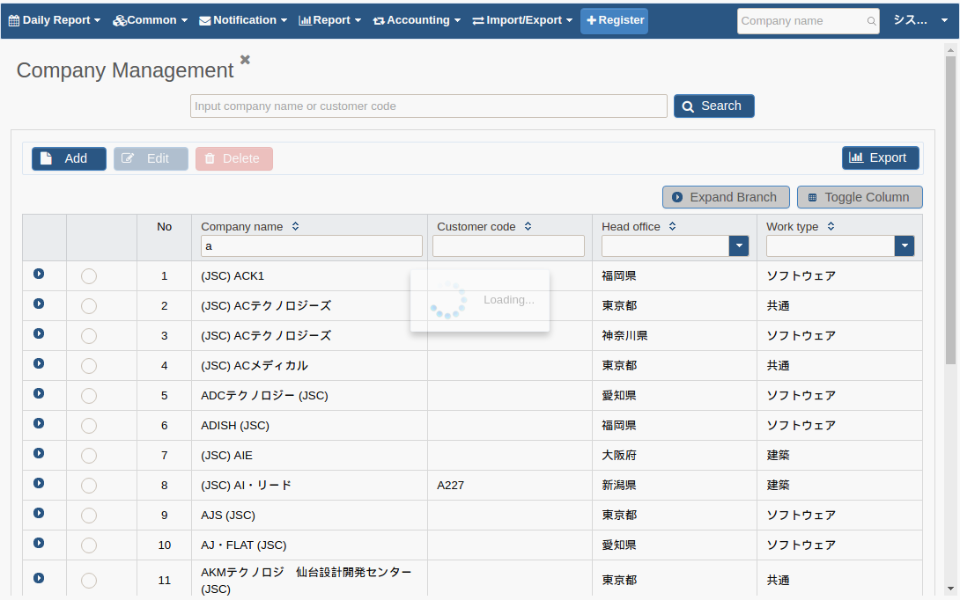 Daily Report Common Notification Report Accounting Import/Export Register Company name シス...
Company Management
Input company name or customer code Search
Add Edit Delete Export
Expand Branch Toggle Column
No Company name Customer code Head office Work type
a
1 (JSC) ACK1 福岡県 ソフトウェア
Loading...
2 (JSC) ACテクノロジーズ 東京都 共通
3 (JSC) ACテクノロジーズ 神奈川県 ソフトウェア
4 (JSC) ACメディカル 東京都 共通
5 ADCテクノロジー (JSC) 愛知県 ソフトウェア
6 ADISH (JSC) 福岡県 ソフトウェア
7 (JSC) AIE 大阪府 建築
8 (JSC) AI・リード A227 新潟県 建築
9 AJS (JSC) 東京都 ソフトウェア
10 AJ・FLAT (JSC) 愛知県 ソフトウェア
11 AKMテクノロジ　仙台設計開発センター 東京都 共通
(JSC)